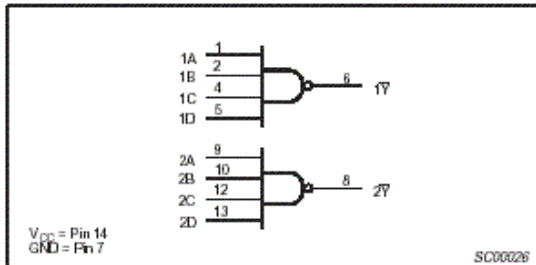 1A 1
1B 2
1C 4
1D 5
6 1Y̅
2A 9
2B 10
2C 12
2D 13
8 2Y̅
VCC = Pin 14
GND = Pin 7
SC00026